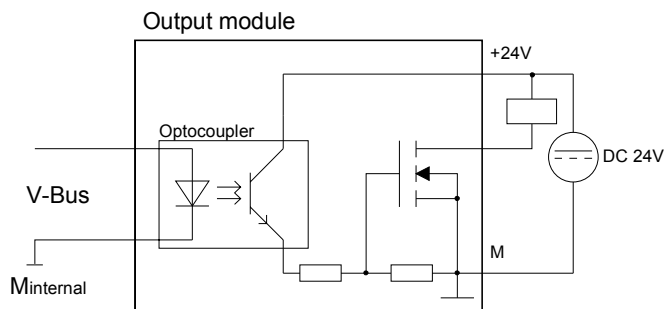 Output module
+24V
Optocoupler
DC 24V
V-Bus
M
Minternal